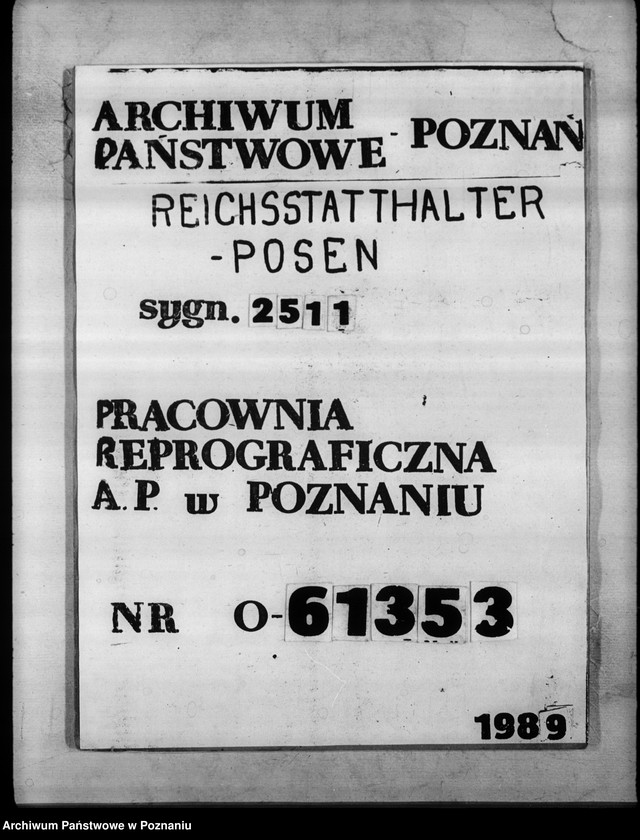 ARCHIWUM
PAŃSTWOWE - POZNAŃ
REICHSSTATTHALTER
-POSEN
sygn. 2511
PRACOWNIA
REPROGRAFICZNA
A.P. w POZNANIU
NR O-61353
1989
Archiwum Państwowe w Poznaniu